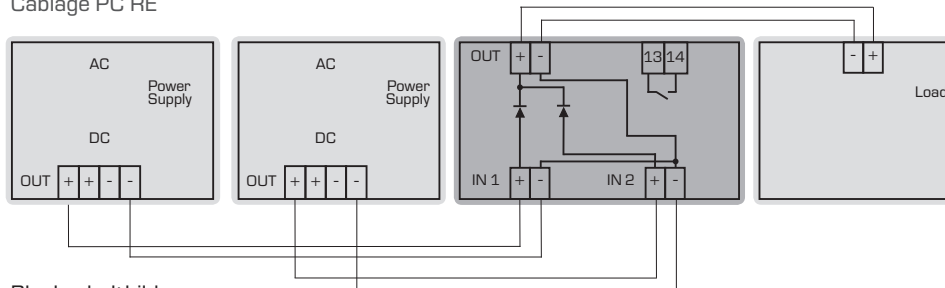 Câblage PC RE
AC
Power
Supply
DC
OUT + + - -
AC
Power
Supply
DC
OUT + + - -
OUT + -
13 14
IN 1 + -
IN 2 + -
- +
Load